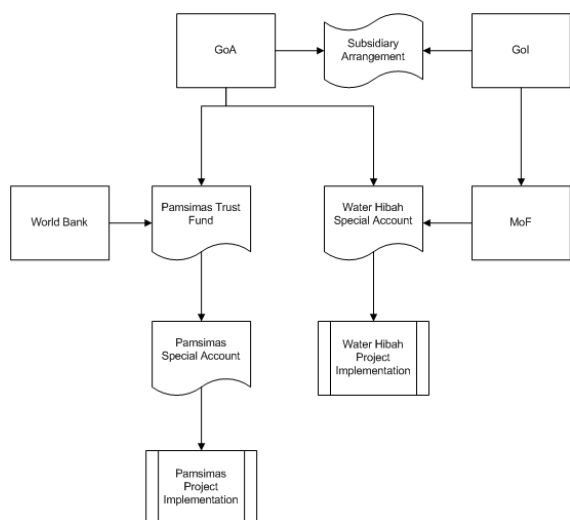 GoA
Subsidiary
Arrangement
GoI
World Bank
Pamsimas Trust
Fund
Water Hibah
Special Account
MoF
Pamsimas
Special Account
Water Hibah
Project
Implementation
Pamsimas
Project
Implementation